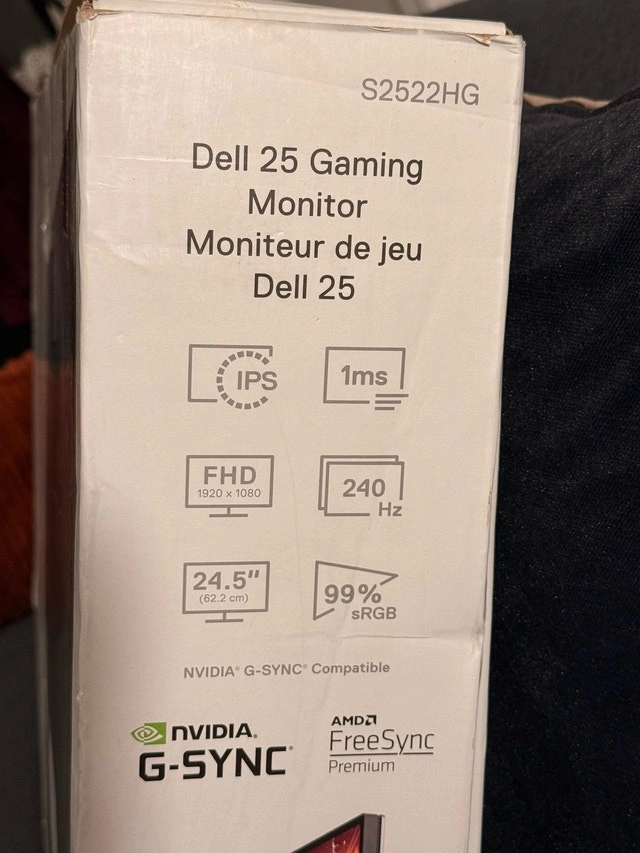 S2522HG
Dell 25 Gaming
Monitor
Moniteur de jeu
Dell 25
IPS
1ms
FHD
1920 x 1080
240
Hz
24.5"
(62.2 cm)
99%
sRGB
NVIDIA® G-SYNC® Compatible
NVIDIA.
G-SYNC®
AMD
FreeSync
Premium